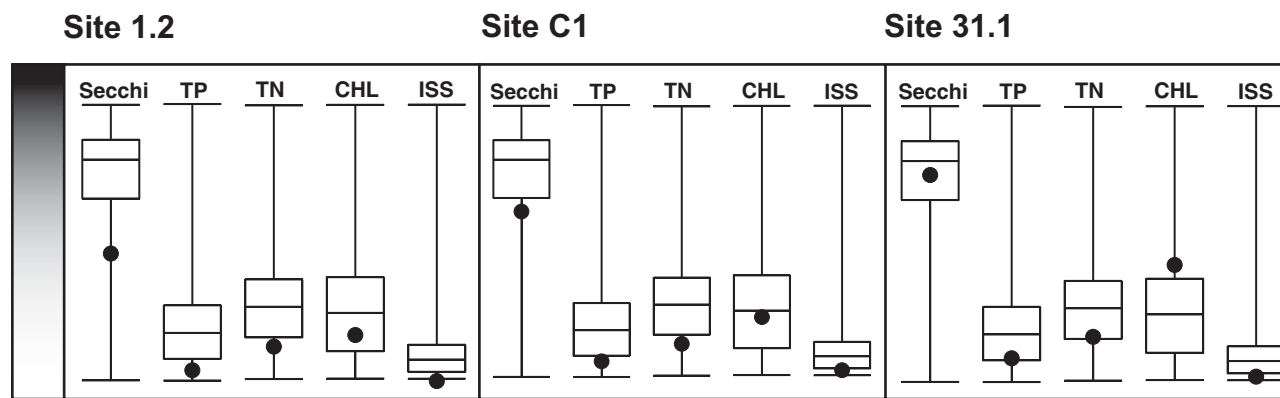 Site 1.2 Site C1 Site 31.1
Secchi TP TN CHL ISS Secchi TP TN CHL ISS Secchi TP TN CHL ISS